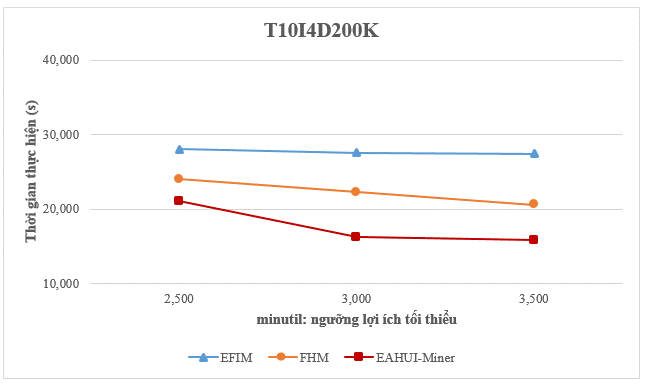 T10I4D200K
40,000
30,000
20,000
10,000
Thời gian thực hiện (s)
2,500 3,000 3,500
minutil: ngưỡng lợi ích tối thiểu
EFIM FHM EAHUI-Miner